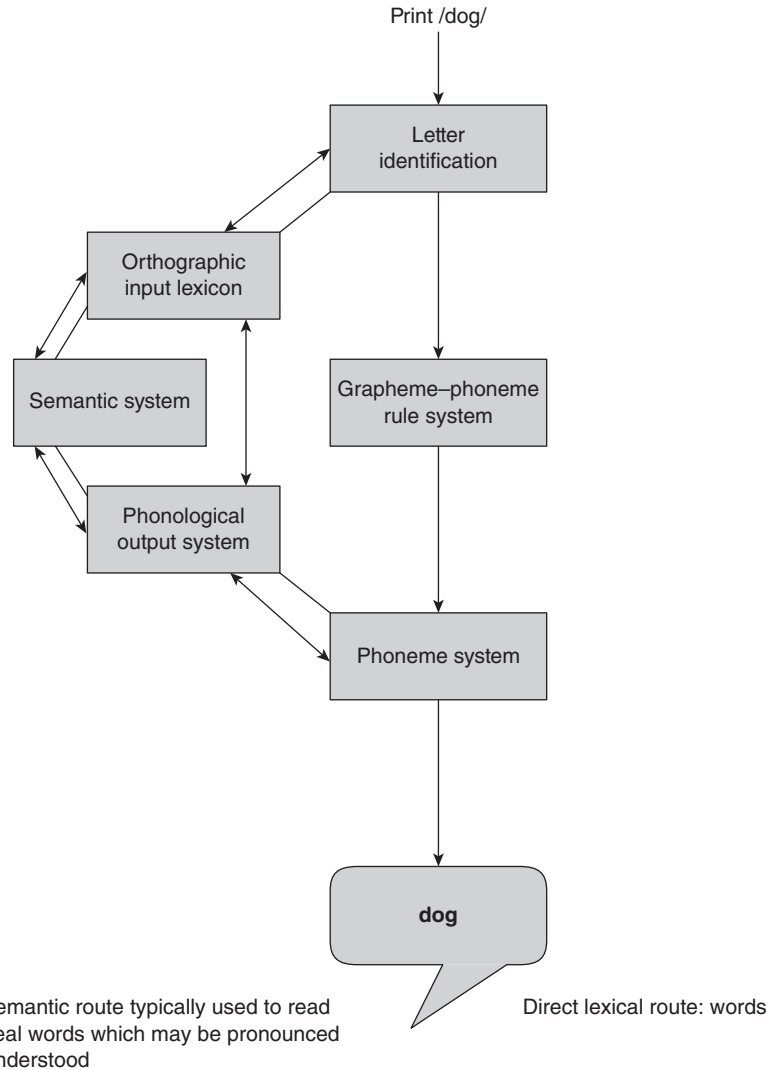 Print /dog/
Letter
identification
Orthographic
input lexicon
Semantic system
Grapheme–phoneme
rule system
Phonological
output system
Phoneme system
dog
emantic route typically used to read
eal words which may be pronounced
nderstood
Direct lexical route: words